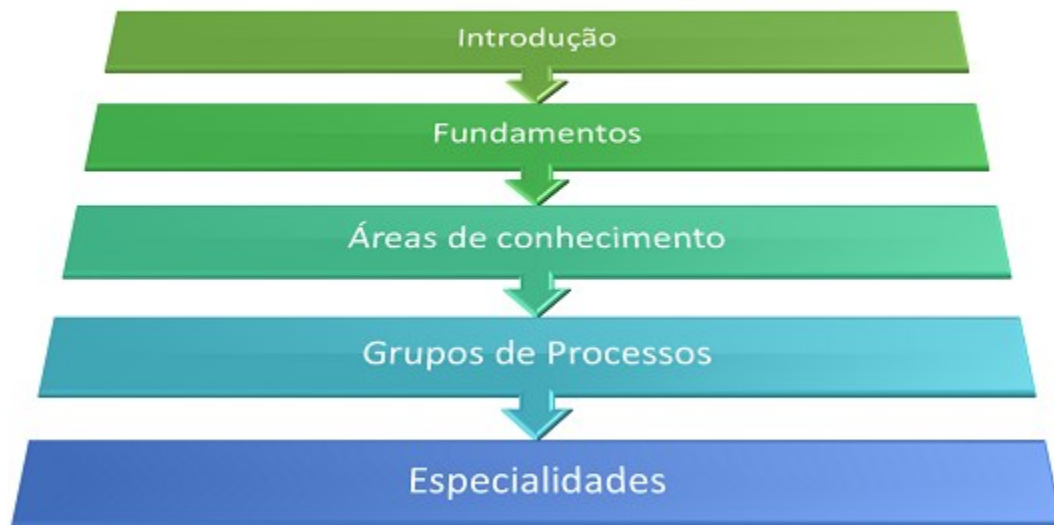 Introdução
Fundamentos
Áreas de conhecimento
Grupos de Processos
Especialidades